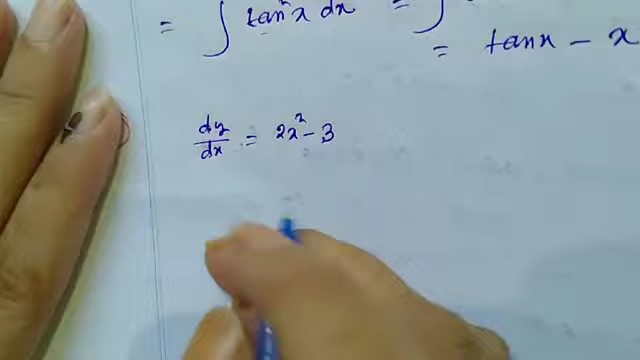 = ∫ tan²x dx = ∫
= tanx - x
dy/dx = 2x² - 3